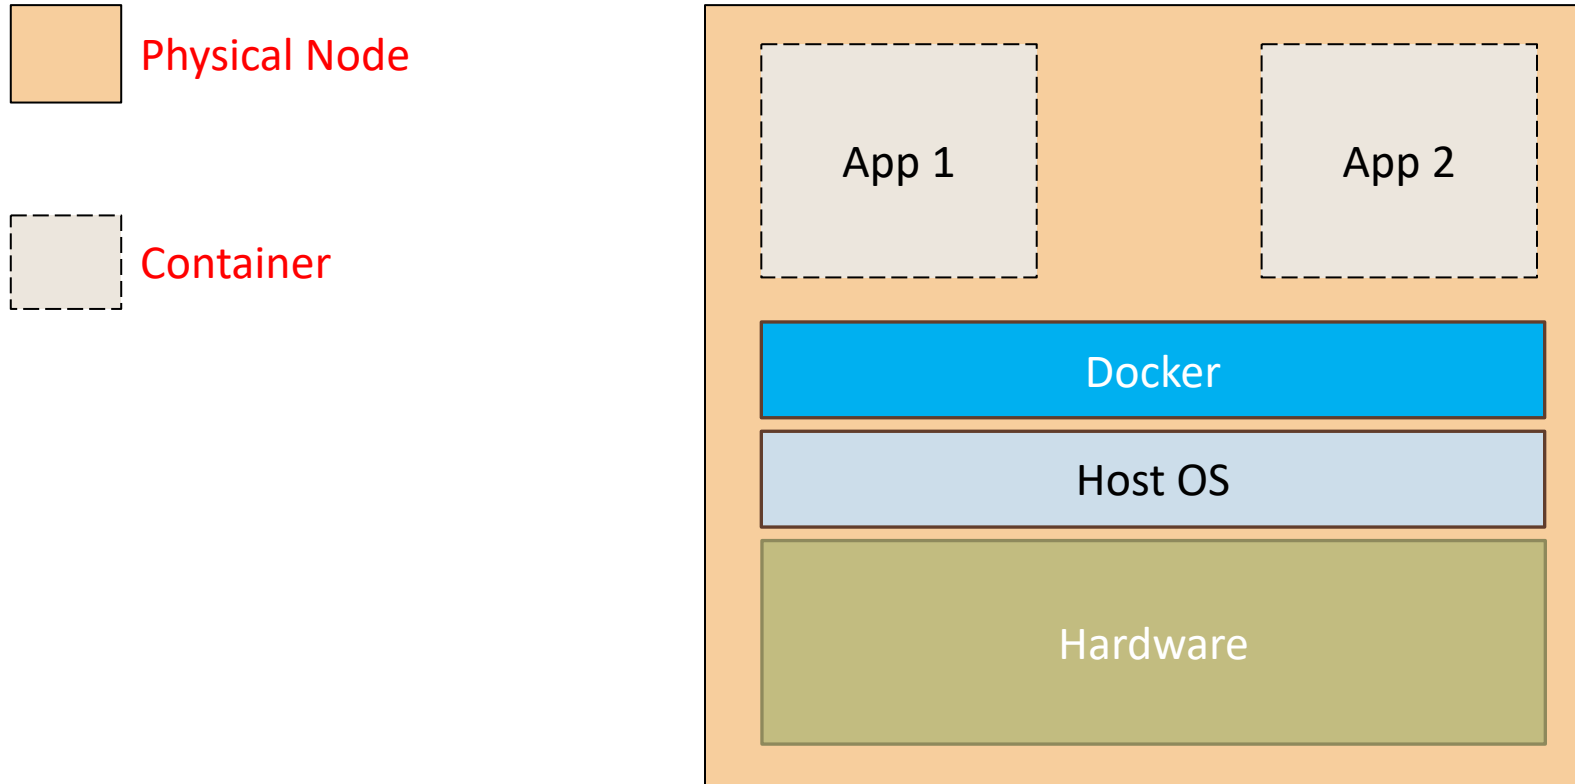 Physical Node
Container
App 1
App 2
Docker
Host OS
Hardware